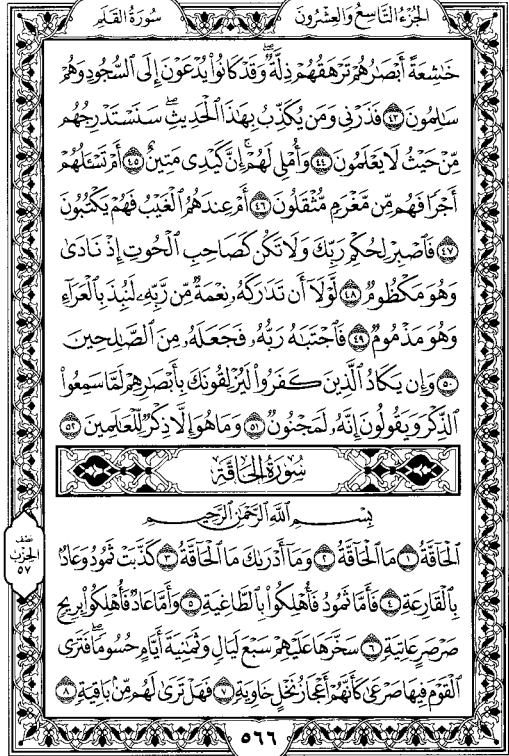 الجزء التاسع والعشرون
سورة القلم
خَٰشِعَةً أَبْصَٰرُهُمْ تَرْهَقُهُمْ ذِلَّةٌ ۖ وَقَدْ كَانُوا۟ يُدْعَوْنَ إِلَى ٱلسُّجُودِ وَهُمْ
سَٰلِمُونَ ٤٣ فَذَرْنِى وَمَن يُكَذِّبُ بِهَٰذَا ٱلْحَدِيثِ ۖ سَنَسْتَدْرِجُهُم
مِّنْ حَيْثُ لَا يَعْلَمُونَ ٤٤ وَأُمْلِى لَهُمْ ۚ إِنَّ كَيْدِى مَتِينٌ ٤٥ أَمْ تَسْـَٔلُهُمْ
أَجْرًا فَهُم مِّن مَّغْرَمٍ مُّثْقَلُونَ ٤٦ أَمْ عِندَهُمُ ٱلْغَيْبُ فَهُمْ يَكْتُبُونَ
٤٧ فَٱصْبِرْ لِحُكْمِ رَبِّكَ وَلَا تَكُن كَصَاحِبِ ٱلْحُوتِ إِذْ نَادَىٰ
وَهُوَ مَكْظُومٌ ٤٨ لَّوْلَآ أَن تَدَٰرَكَهُۥ نِعْمَةٌ مِّن رَّبِّهِۦ لَنُبِذَ بِٱلْعَرَآءِ
وَهُوَ مَذْمُومٌ ٤٩ فَٱجْتَبَٰهُ رَبُّهُۥ فَجَعَلَهُۥ مِنَ ٱلصَّٰلِحِينَ
٥٠ وَإِن يَكَادُ ٱلَّذِينَ كَفَرُوا۟ لَيُزْلِقُونَكَ بِأَبْصَٰرِهِمْ لَمَّا سَمِعُوا۟
ٱلذِّكْرَ وَيَقُولُونَ إِنَّهُۥ لَمَجْنُونٌ ٥١ وَمَا هُوَ إِلَّا ذِكْرٌ لِّلْعَٰلَمِينَ ٥٢
سورة الحاقة
بِسْمِ ٱللَّهِ ٱلرَّحْمَٰنِ ٱلرَّحِيمِ
ٱلْحَآقَّةُ ١ مَا ٱلْحَآقَّةُ ٢ وَمَآ أَدْرَىٰكَ مَا ٱلْحَآقَّةُ ٣ كَذَّبَتْ ثَمُودُ وَعَادٌۢ
بِٱلْقَارِعَةِ ٤ فَأَمَّا ثَمُودُ فَأُهْلِكُوا۟ بِٱلطَّاغِيَةِ ٥ وَأَمَّا عَادٌ فَأُهْلِكُوا۟ بِرِيحٍ
صَرْصَرٍ عَاتِيَةٍ ٦ سَخَّرَهَا عَلَيْهِمْ سَبْعَ لَيَالٍ وَثَمَٰنِيَةَ أَيَّامٍ حُسُومًا ۖ فَتَرَى
ٱلْقَوْمَ فِيهَا صَرْعَىٰ كَأَنَّهُمْ أَعْجَازُ نَخْلٍ خَاوِيَةٍ ٧ فَهَلْ تَرَىٰ لَهُم مِّنۢ بَاقِيَةٍ ٨
نصف
الحزب
٥٧
٥٦٦